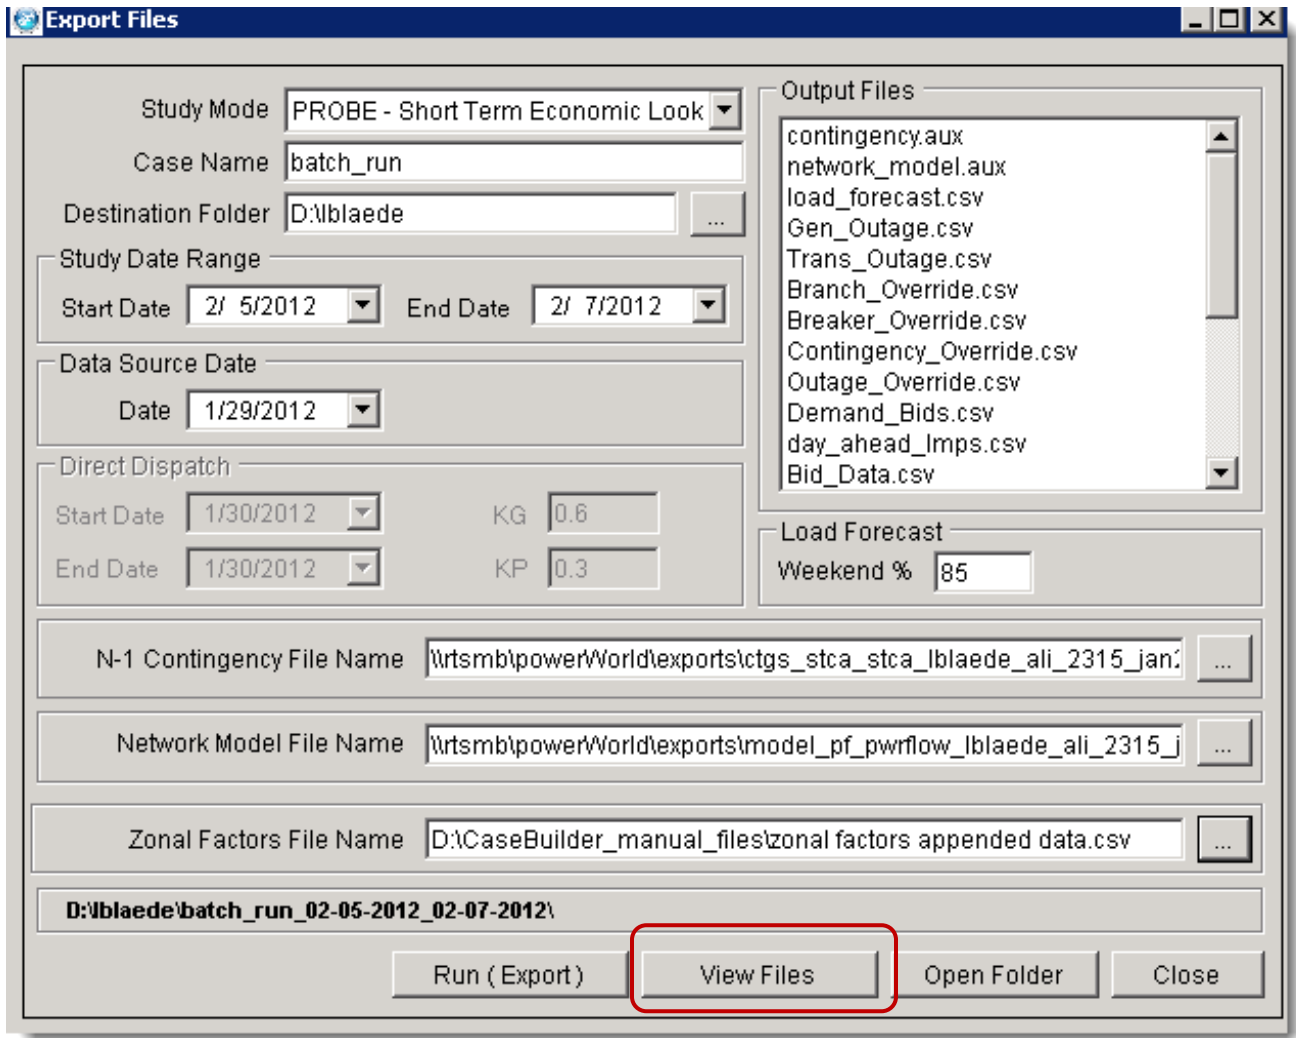 Export Files
Study Mode PROBE - Short Term Economic Look
Case Name batch_run
Destination Folder D:\lblaede ...
Study Date Range
Start Date 2/ 5/2012 End Date 2/ 7/2012
Data Source Date
Date 1/29/2012
Direct Dispatch
Start Date 1/30/2012 KG 0.6
End Date 1/30/2012 KP 0.3
Output Files
contingency.aux
network_model.aux
load_forecast.csv
Gen_Outage.csv
Trans_Outage.csv
Branch_Override.csv
Breaker_Override.csv
Contingency_Override.csv
Outage_Override.csv
Demand_Bids.csv
day_ahead_lmps.csv
Bid_Data.csv
Load Forecast
Weekend % 85
N-1 Contingency File Name \\rtsmb\powerWorld\exports\ctgs_stca_stca_lblaede_ali_2315_jan ...
Network Model File Name \\rtsmb\powerWorld\exports\model_pf_pwrflow_lblaede_ali_2315_j ...
Zonal Factors File Name D:\CaseBuilder_manual_files\zonal factors appended data.csv ...
D:\lblaede\batch_run_02-05-2012_02-07-2012\
Run ( Export ) View Files Open Folder Close